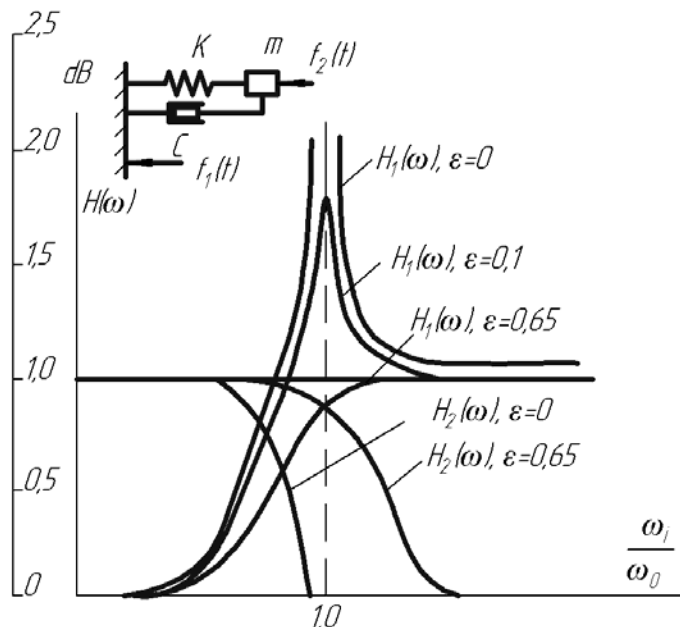 2,5
dB
K
m
f₂(t)
C
f₁(t)
2,0
H(ω)
H₁(ω), ε=0
1,5
H₁(ω), ε=0,1
H₁(ω), ε=0,65
1,0
H₂(ω), ε=0
H₂(ω), ε=0,65
0,5
ωᵢ
ω₀
0
1.0